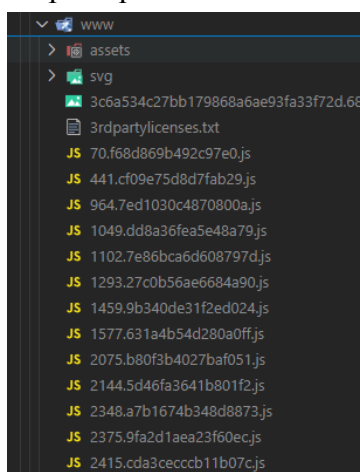 www
assets
svg
3c6a534c27bb179868a6ae93fa33f72d.68
3rdpartylicenses.txt
JS 70.f68d869b492c97e0.js
JS 441.cf09e75d8d7fab29.js
JS 964.7ed1030c4870800a.js
JS 1049.dd8a36fea5e48a79.js
JS 1102.7e86bca6d608797d.js
JS 1293.27c0b56ae6684a90.js
JS 1459.9b340de31f2ed024.js
JS 1577.631a4b54d280a0ff.js
JS 2075.b80f3b4027baf051.js
JS 2144.5d46fa3641b801f2.js
JS 2348.a7b1674b348d8873.js
JS 2375.9fa2d1aea23f60ec.js
JS 2415.cda3cecccb11b07c.js